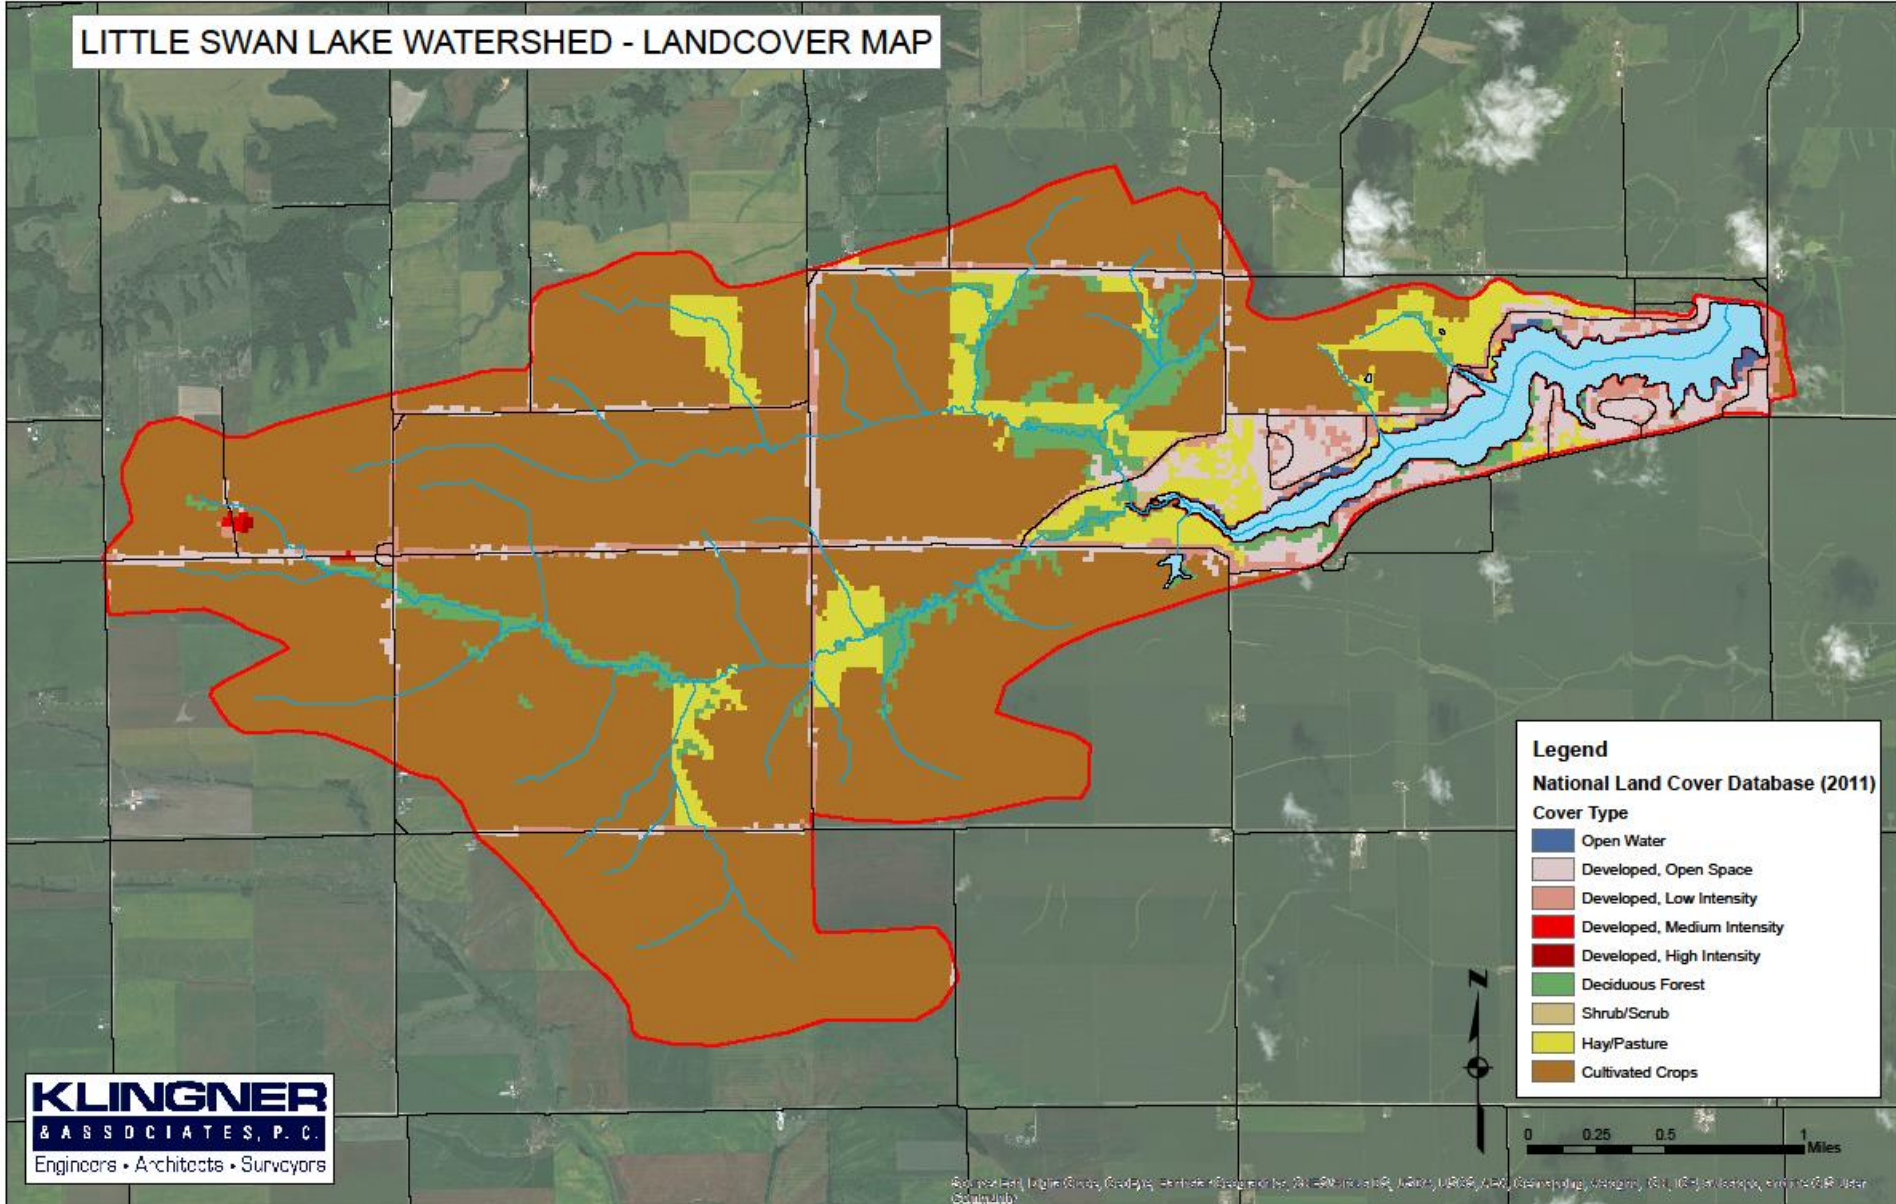 LITTLE SWAN LAKE WATERSHED - LANDCOVER MAP
Legend
National Land Cover Database (2011)
Cover Type
Open Water
Developed, Open Space
Developed, Low Intensity
Developed, Medium Intensity
Developed, High Intensity
Deciduous Forest
Shrub/Scrub
Hay/Pasture
Cultivated Crops
N
0 0.25 0.5 1
Miles
KLINGNER
& ASSOCIATES, P.C.
Engineers • Architects • Surveyors
Community